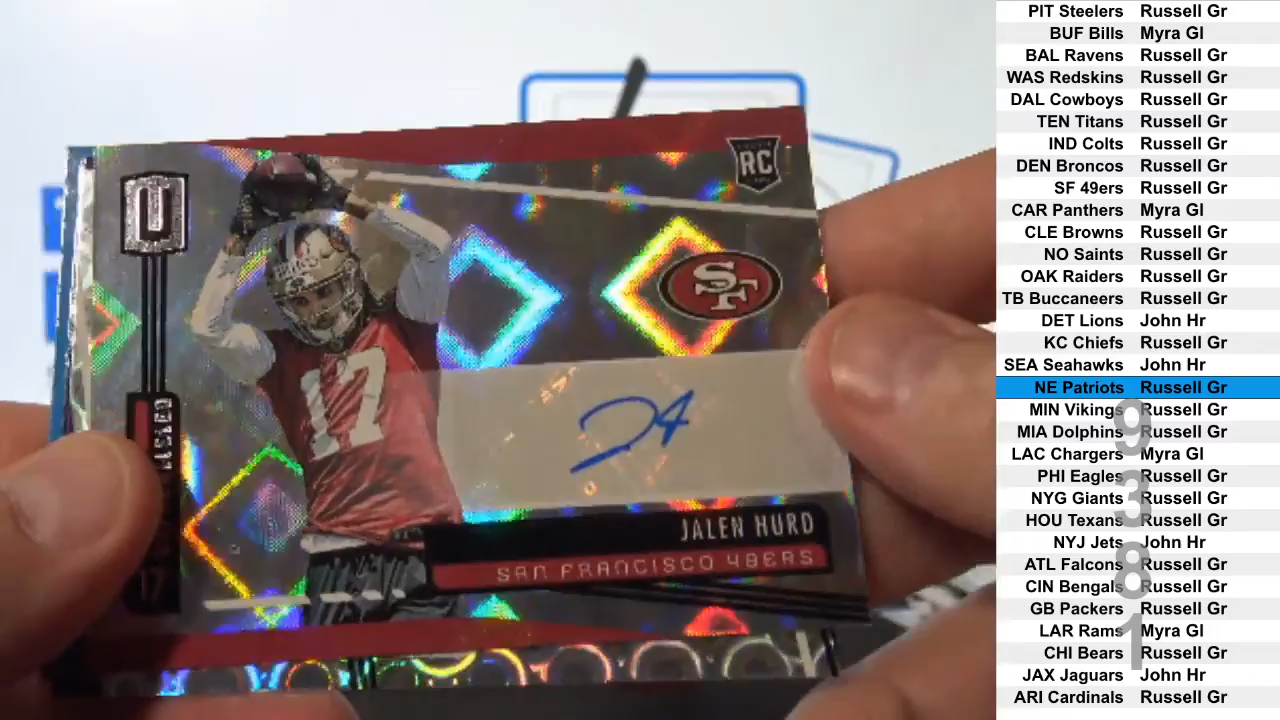 RC
U
SF
17
JALEN HURD
SAN FRANCISCO 49ERS
17
PIT Steelers Russell Gr
BUF Bills Myra Gl
BAL Ravens Russell Gr
WAS Redskins Russell Gr
DAL Cowboys Russell Gr
TEN Titans Russell Gr
IND Colts Russell Gr
DEN Broncos Russell Gr
SF 49ers Russell Gr
CAR Panthers Myra Gl
CLE Browns Russell Gr
NO Saints Russell Gr
OAK Raiders Russell Gr
TB Buccaneers Russell Gr
DET Lions John Hr
KC Chiefs Russell Gr
SEA Seahawks John Hr
NE Patriots Russell Gr
MIN Vikings Russell Gr
MIA Dolphins Russell Gr
LAC Chargers Myra Gl
PHI Eagles Russell Gr
NYG Giants Russell Gr
HOU Texans Russell Gr
NYJ Jets John Hr
ATL Falcons Russell Gr
CIN Bengals Russell Gr
GB Packers Russell Gr
LAR Rams Myra Gl
CHI Bears Russell Gr
JAX Jaguars John Hr
ARI Cardinals Russell Gr
9
3
8
1